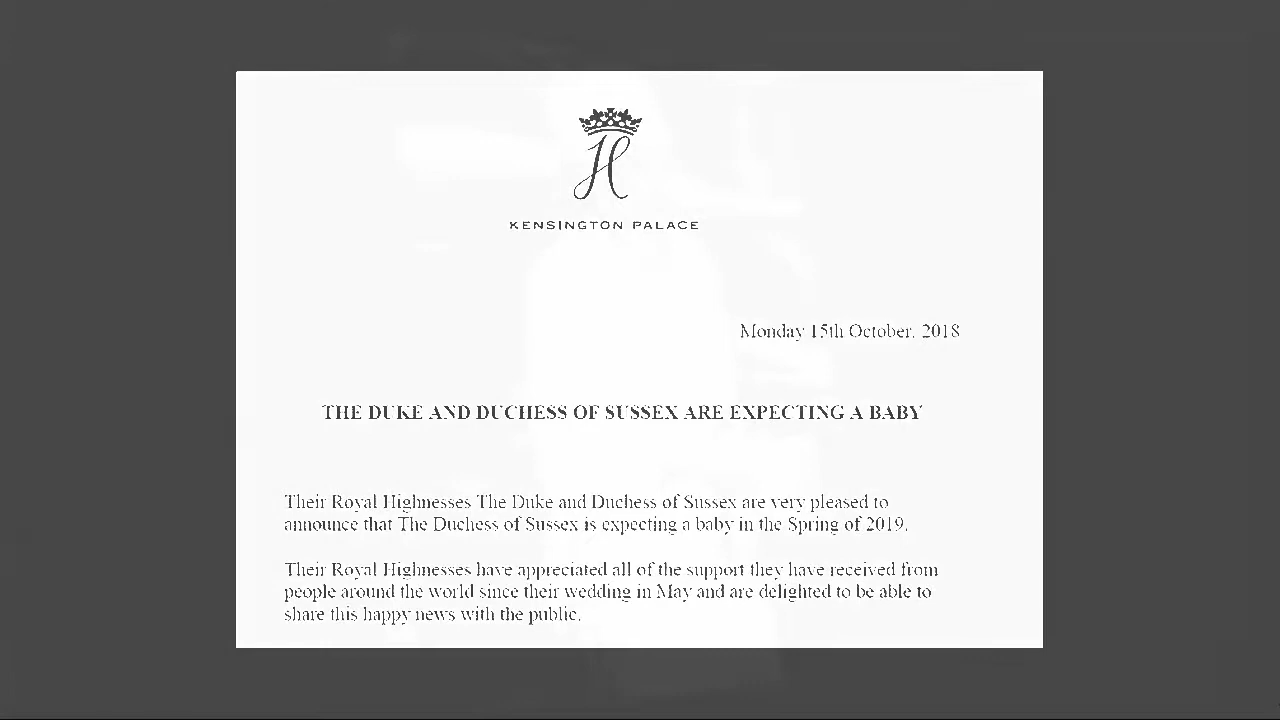 H
KENSINGTON PALACE
Monday 15th October, 2018
THE DUKE AND DUCHESS OF SUSSEX ARE EXPECTING A BABY
Their Royal Highnesses The Duke and Duchess of Sussex are very pleased to
announce that The Duchess of Sussex is expecting a baby in the Spring of 2019.
Their Royal Highnesses have appreciated all of the support they have received from
people around the world since their wedding in May and are delighted to be able to
share this happy news with the public.